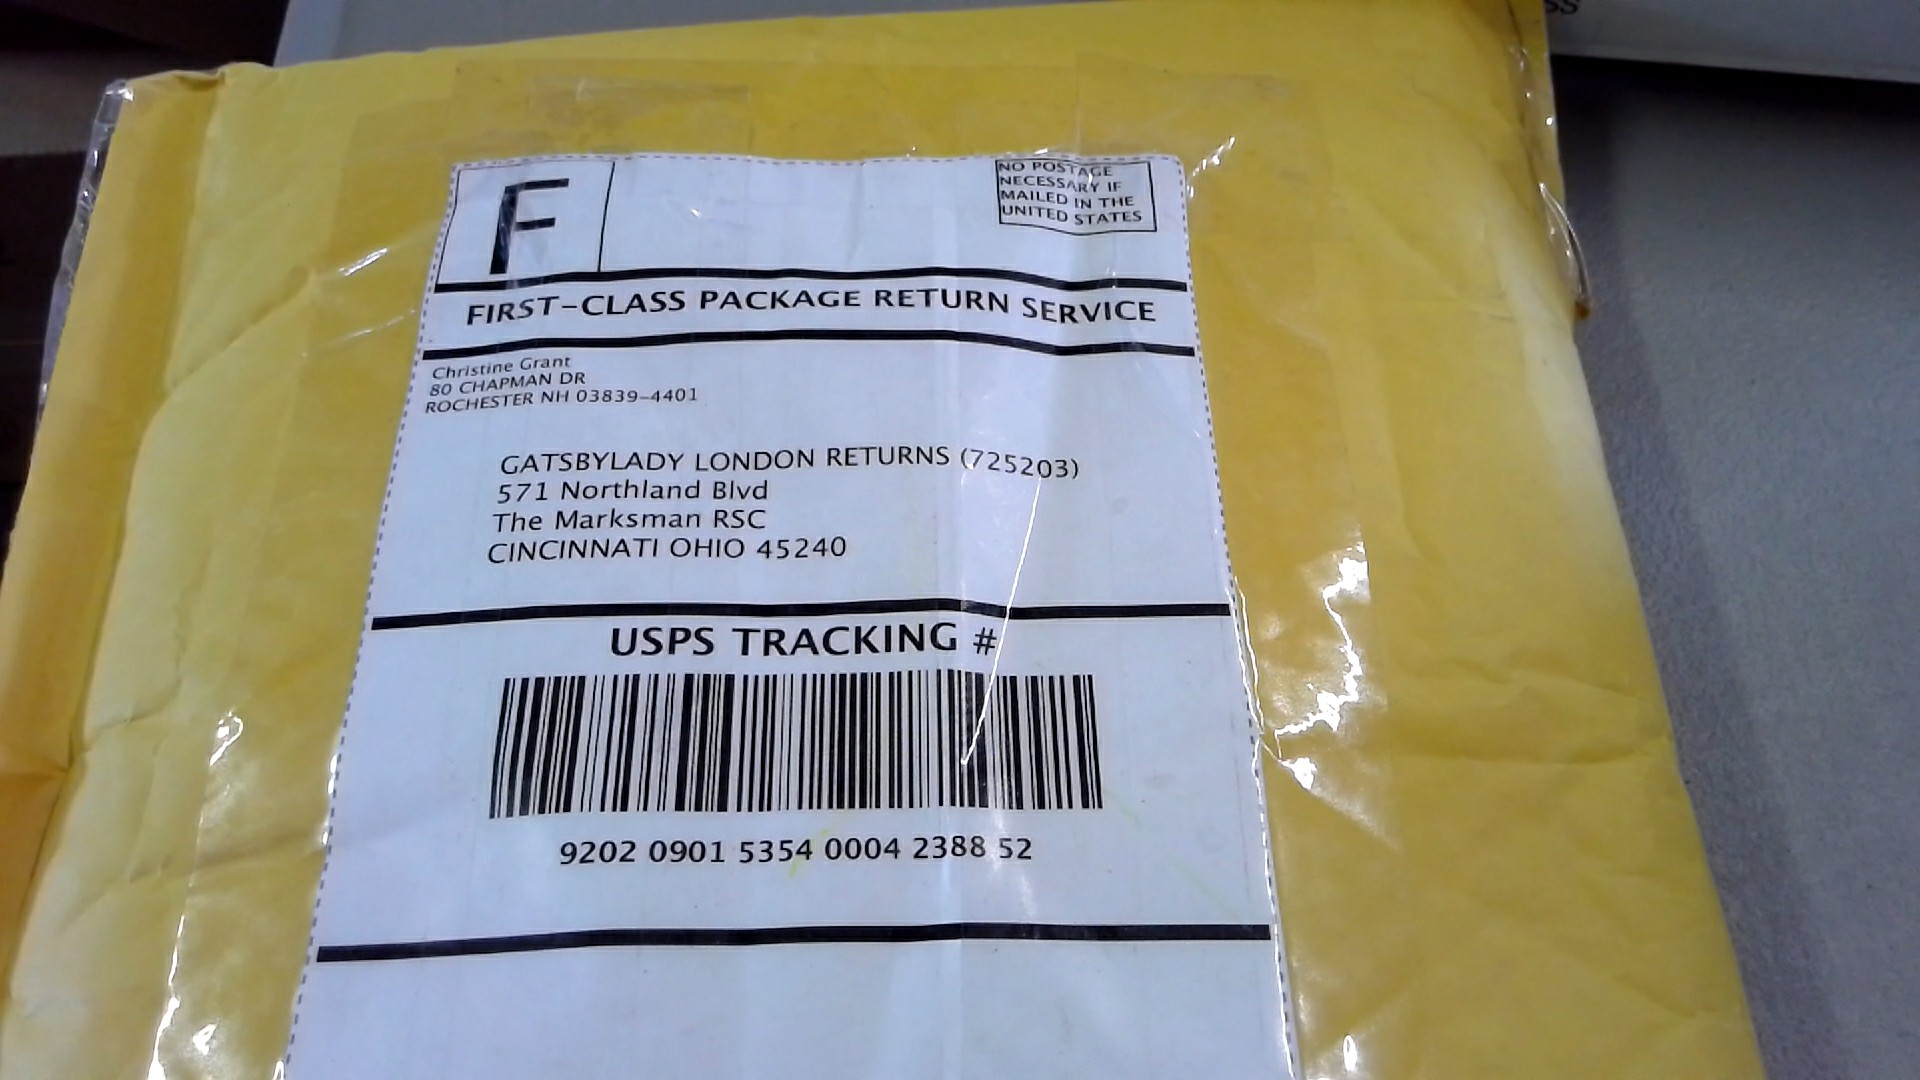 F
NO POSTAGE
NECESSARY IF
MAILED IN THE
UNITED STATES
FIRST-CLASS PACKAGE RETURN SERVICE
Christine Grant
80 CHAPMAN DR
ROCHESTER NH 03839-4401
GATSBYLADY LONDON RETURNS (725203)
571 Northland Blvd
The Marksman RSC
CINCINNATI OHIO 45240
USPS TRACKING #
9202 0901 5354 0004 2388 52